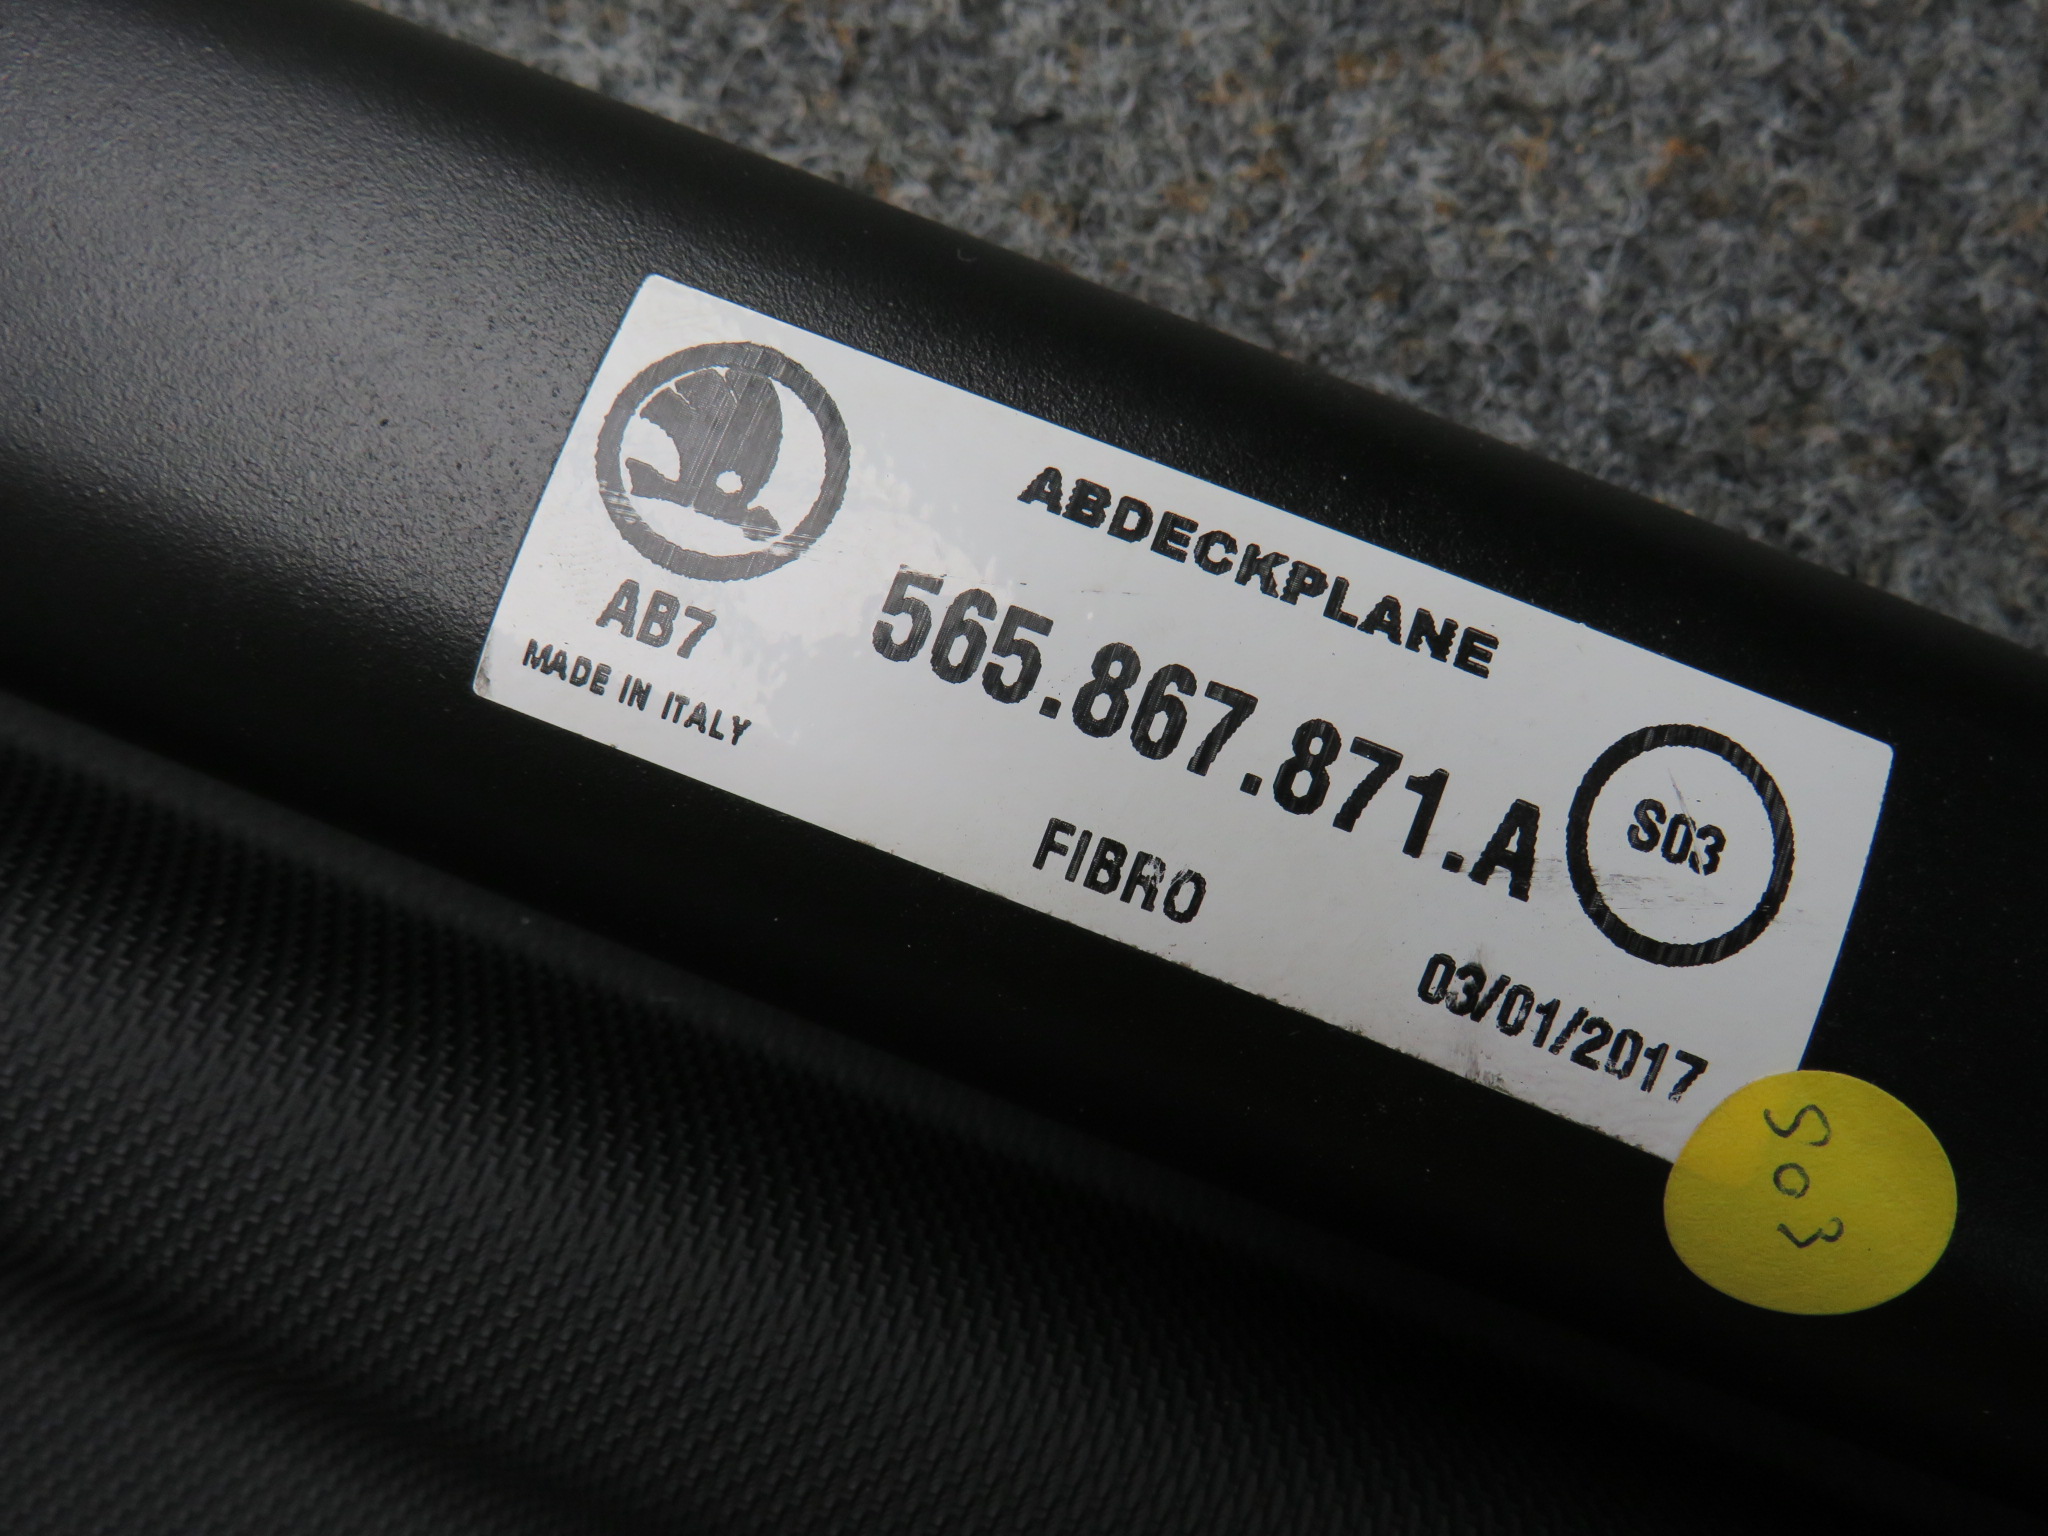 ABDECKPLANE
565.867.871.A
S03
AB7
MADE IN ITALY
FIBRO
03/01/2017
S03